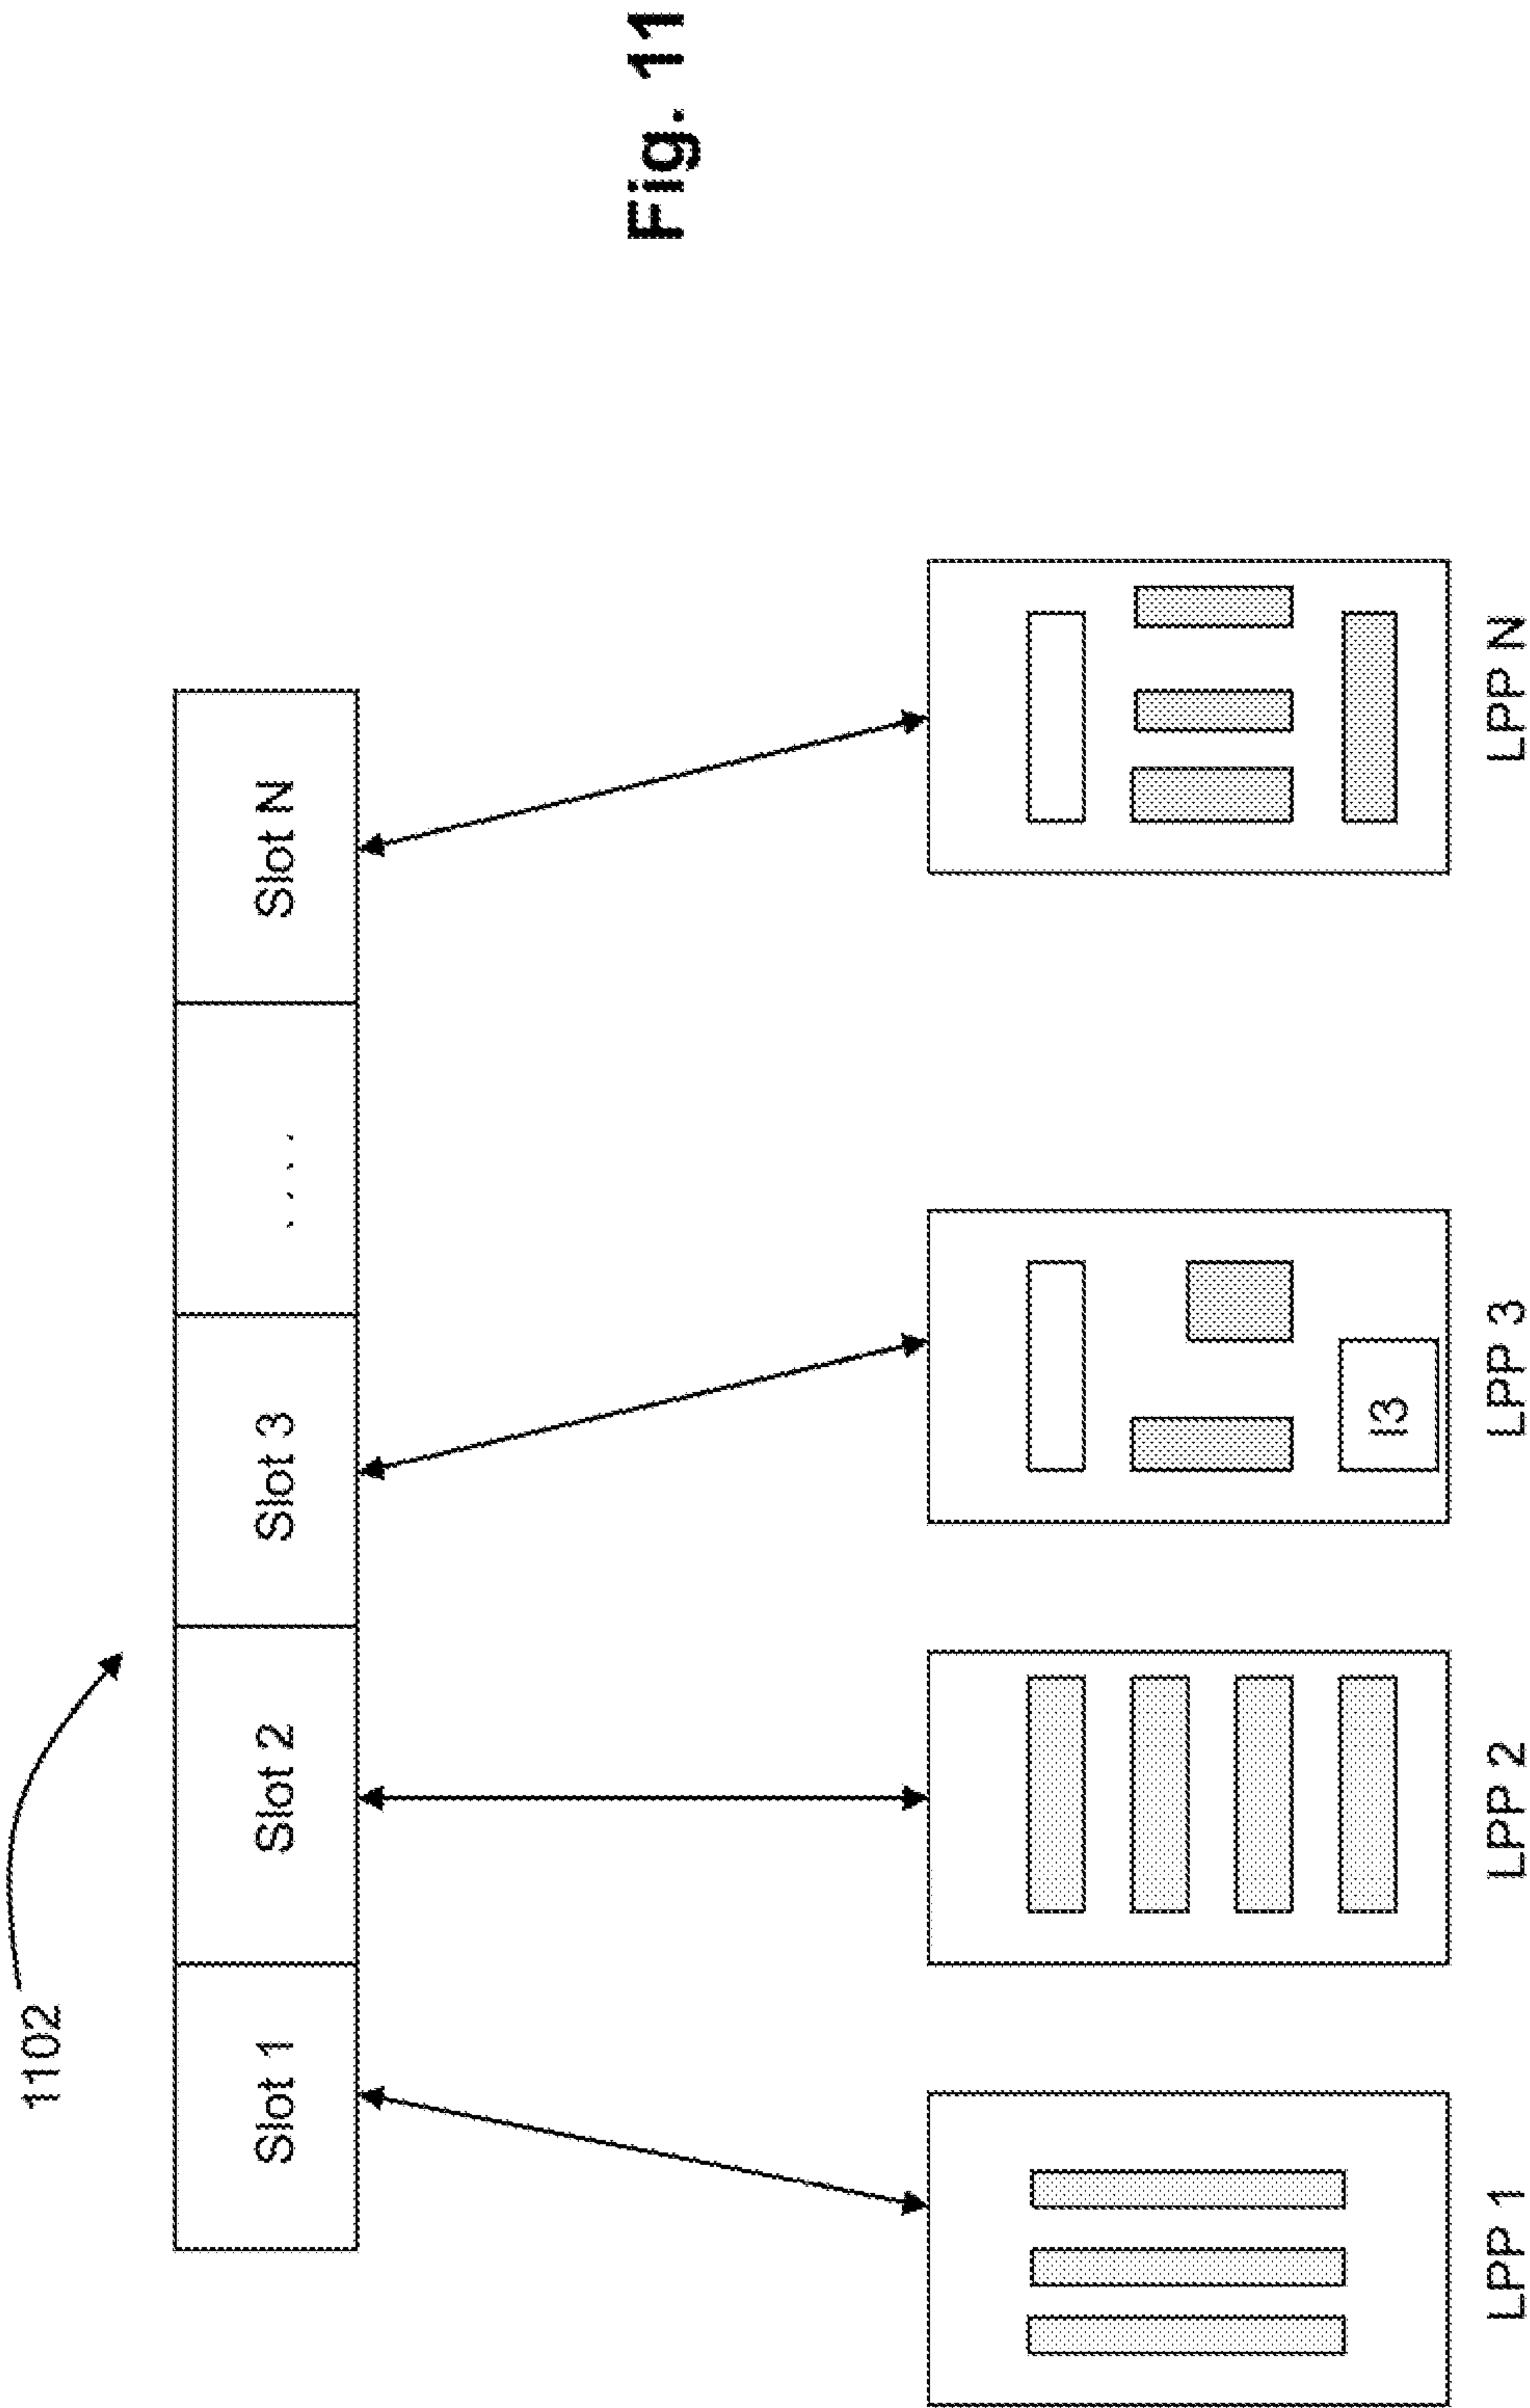 1102
Slot 1
Slot 2
Slot 3
. . . .
Slot N
I3
LPP 1
LPP 2
LPP 3
LPP N
Fig. 11